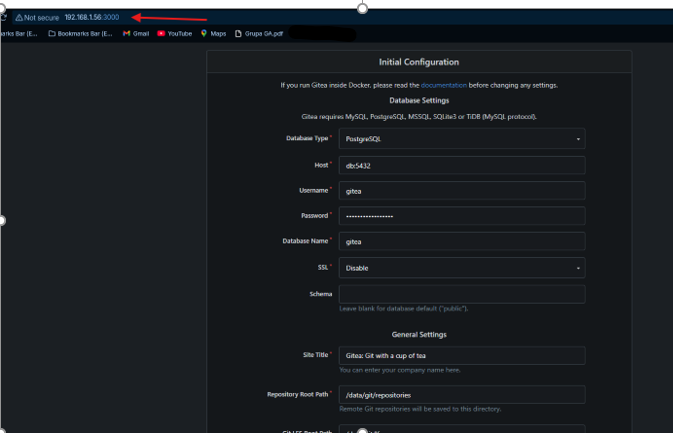 Not secure 192.168.1.56:3000
arks Bar (E... Bookmarks Bar (E... Gmail YouTube Maps Grupa GA.pdf
Initial Configuration
If you run Gitea inside Docker, please read the documentation before changing any settings.
Database Settings
Gitea requires MySQL, PostgreSQL, MSSQL, SQLite3 or TiDB (MySQL protocol).
Database Type * PostgreSQL
Host * db:5432
Username * gitea
Password * ••••••••••••••••
Database Name * gitea
SSL * Disable
Schema
Leave blank for database default ("public").
General Settings
Site Title * Gitea: Git with a cup of tea
You can enter your company name here.
Repository Root Path * /data/git/repositories
Remote Git repositories will be saved to this directory.
Git LFS Root Path